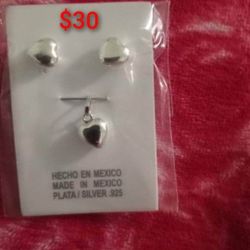 $30
HECHO EN MEXICO
MADE IN MEXICO
PLATA / SILVER .925